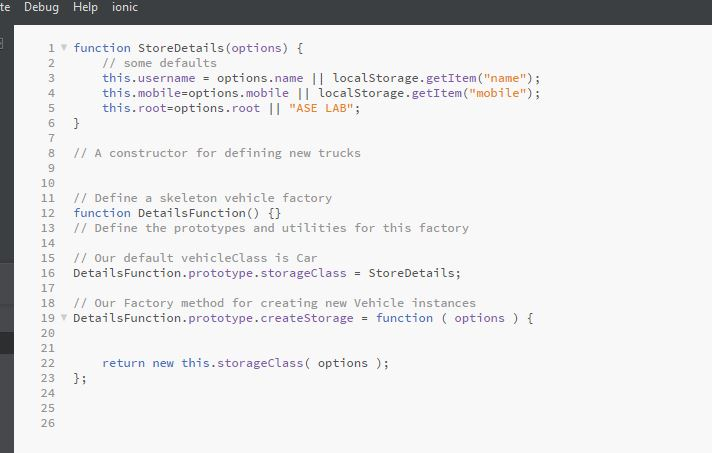 te Debug Help ionic
1 function StoreDetails(options) {
2 // some defaults
3 this.username = options.name || localStorage.getItem("name");
4 this.mobile=options.mobile || localStorage.getItem("mobile");
5 this.root=options.root || "ASE LAB";
6 }
7
8 // A constructor for defining new trucks
9
10
11 // Define a skeleton vehicle factory
12 function DetailsFunction() {}
13 // Define the prototypes and utilities for this factory
14
15 // Our default vehicleClass is Car
16 DetailsFunction.prototype.storageClass = StoreDetails;
17
18 // Our Factory method for creating new Vehicle instances
19 DetailsFunction.prototype.createStorage = function ( options ) {
20
21
22 return new this.storageClass( options );
23 };
24
25
26